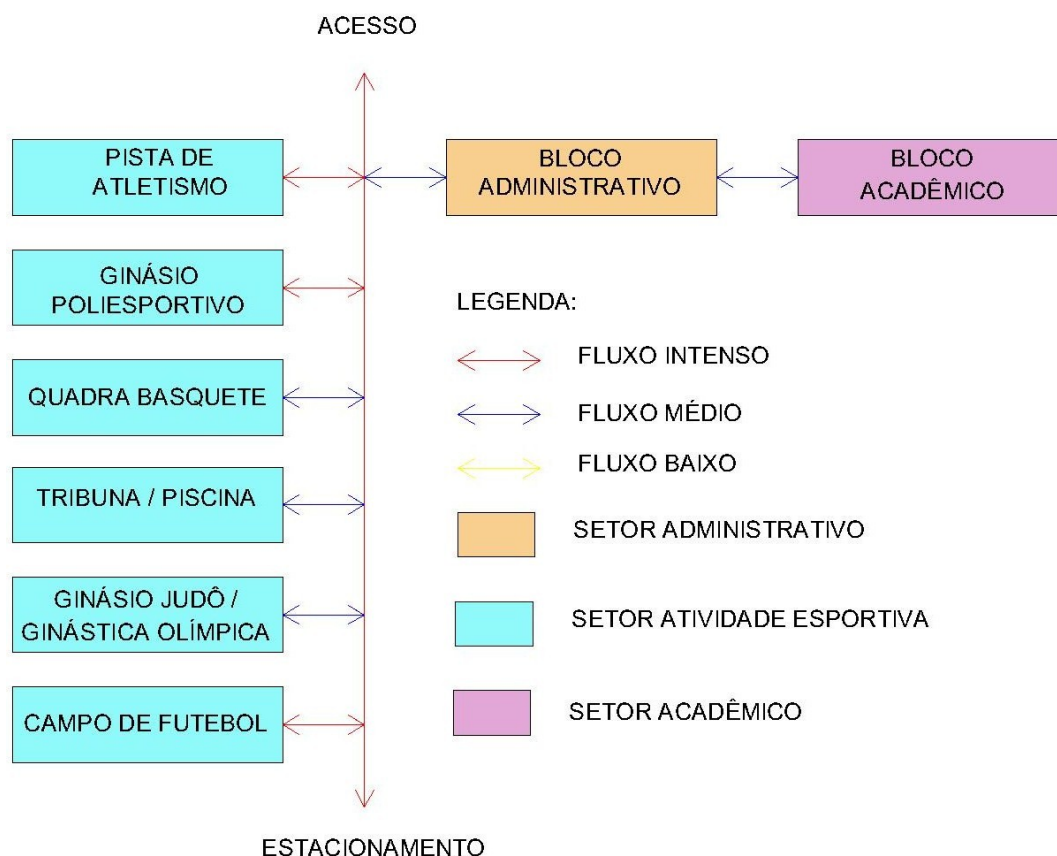 ACESSO
PISTA DE
ATLETISMO
BLOCO
ADMINISTRATIVO
BLOCO
ACADÊMICO
GINÁSIO
POLIESPORTIVO
QUADRA BASQUETE
TRIBUNA / PISCINA
GINÁSIO JUDÔ /
GINÁSTICA OLÍMPICA
CAMPO DE FUTEBOL
LEGENDA:
FLUXO INTENSO
FLUXO MÉDIO
FLUXO BAIXO
SETOR ADMINISTRATIVO
SETOR ATIVIDADE ESPORTIVA
SETOR ACADÊMICO
ESTACIONAMENTO